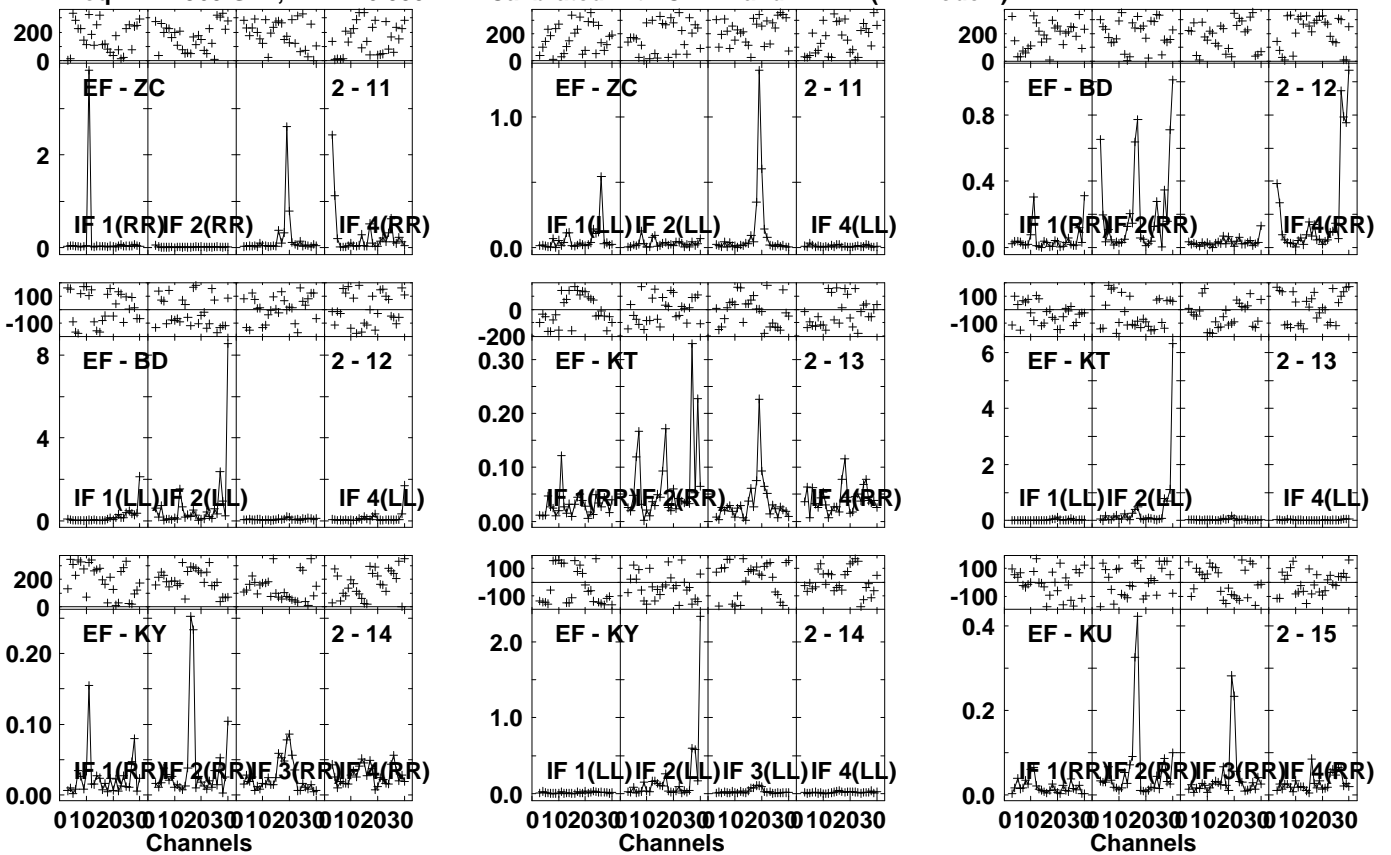 200
0
EF - ZC 2 - 11
2
0
IF 1(RR) IF 2(RR) IF 4(RR)
200
0
EF - ZC 2 - 11
1.0
0.0
IF 1(LL) IF 2(LL) IF 4(LL)
200
0
EF - BD 2 - 12
0.8
0.4
0.0
IF 1(RR) IF 2(RR) IF 4(RR)
100
-100
EF - BD 2 - 12
8
4
0
IF 1(LL) IF 2(LL) IF 4(LL)
0
-200
EF - KT 2 - 13
0.30
0.20
0.10
0.00
IF 1(RR) IF 2(RR) IF 4(RR)
100
-100
EF - KT 2 - 13
6
4
2
0
IF 1(LL) IF 2(LL) IF 4(LL)
200
0
EF - KY 2 - 14
0.20
0.10
0.00
IF 1(RR) IF 2(RR) IF 3(RR) IF 4(RR)
0102030 0102030 0102030 0102030
Channels
100
-100
EF - KY 2 - 14
2.0
1.0
0.0
IF 1(LL) IF 2(LL) IF 3(LL) IF 4(LL)
0102030 0102030 0102030 0102030
Channels
100
-100
EF - KU 2 - 15
0.4
0.2
0.0
IF 1(RR) IF 2(RR) IF 3(RR) IF 4(RR)
0102030 0102030 0102030 0102030
Channels